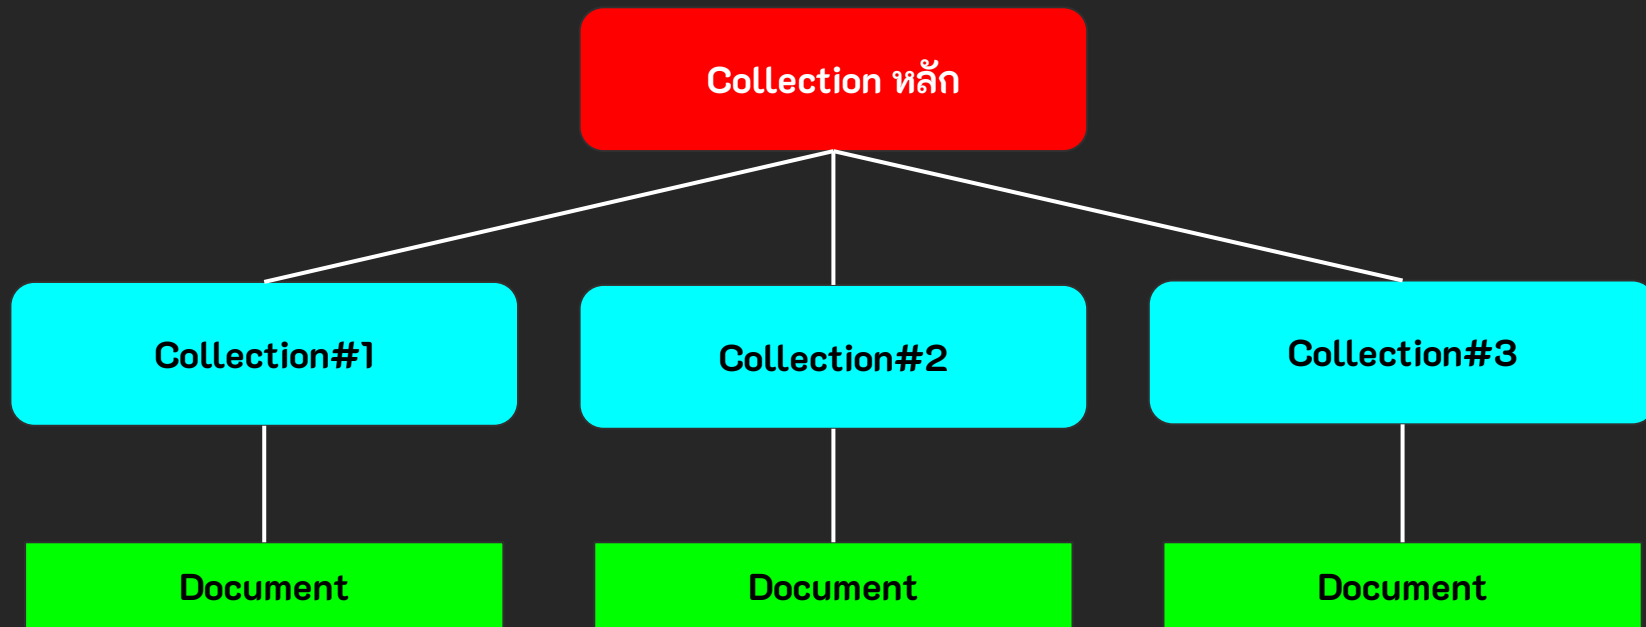 Collection หลัก
Collection#1
Collection#2
Collection#3
Document
Document
Document